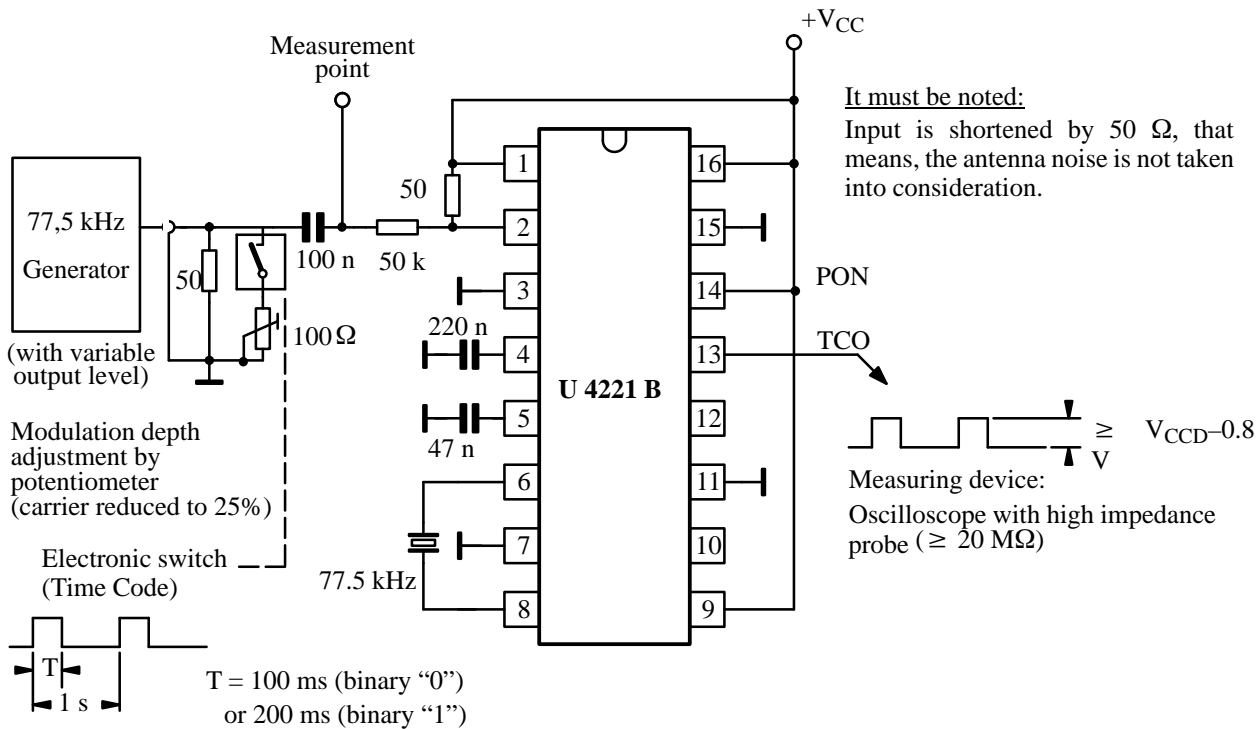 +VCC
Measurement
point
It must be noted:
Input is shortened by 50 Ω, that
means, the antenna noise is not taken
into consideration.
77,5 kHz
Generator
(with variable
output level)
50
100 Ω
100 n
50 k
50
220 n
47 n
77.5 kHz
1
2
3
4
5
6
7
8
U 4221 B
16
15
14
13
12
11
10
9
PON
TCO
≥ VCCD–0.8
V
Measuring device:
Oscilloscope with high impedance
probe (≥ 20 MΩ)
Modulation depth
adjustment by
potentiometer
(carrier reduced to 25%)
Electronic switch
(Time Code)
T
1 s
T = 100 ms (binary “0”)
or 200 ms (binary “1”)